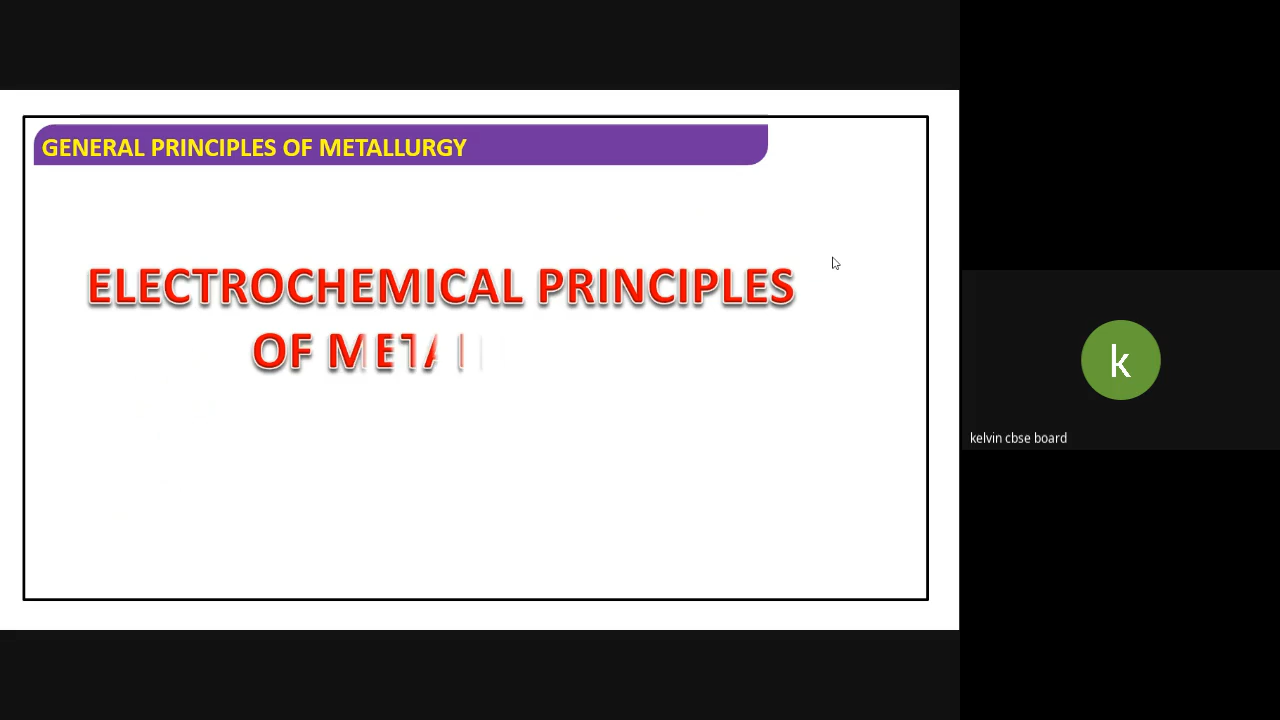 GENERAL PRINCIPLES OF METALLURGY
ELECTROCHEMICAL PRINCIPLES
OF
k
kelvin cbse board